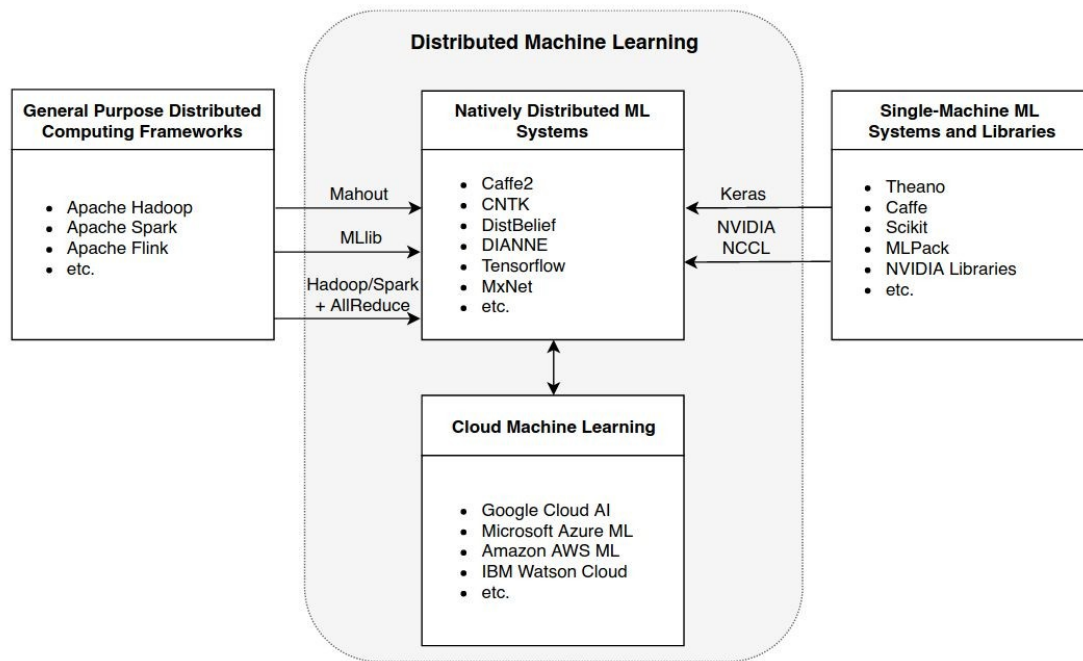 Distributed Machine Learning
General Purpose Distributed
Computing Frameworks
• Apache Hadoop
• Apache Spark
• Apache Flink
• etc.
Mahout
MLlib
Hadoop/Spark
+ AllReduce
Natively Distributed ML
Systems
• Caffe2
• CNTK
• DistBelief
• DIANNE
• Tensorflow
• MxNet
• etc.
Keras
NVIDIA
NCCL
Single-Machine ML
Systems and Libraries
• Theano
• Caffe
• Scikit
• MLPack
• NVIDIA Libraries
• etc.
Cloud Machine Learning
• Google Cloud AI
• Microsoft Azure ML
• Amazon AWS ML
• IBM Watson Cloud
• etc.